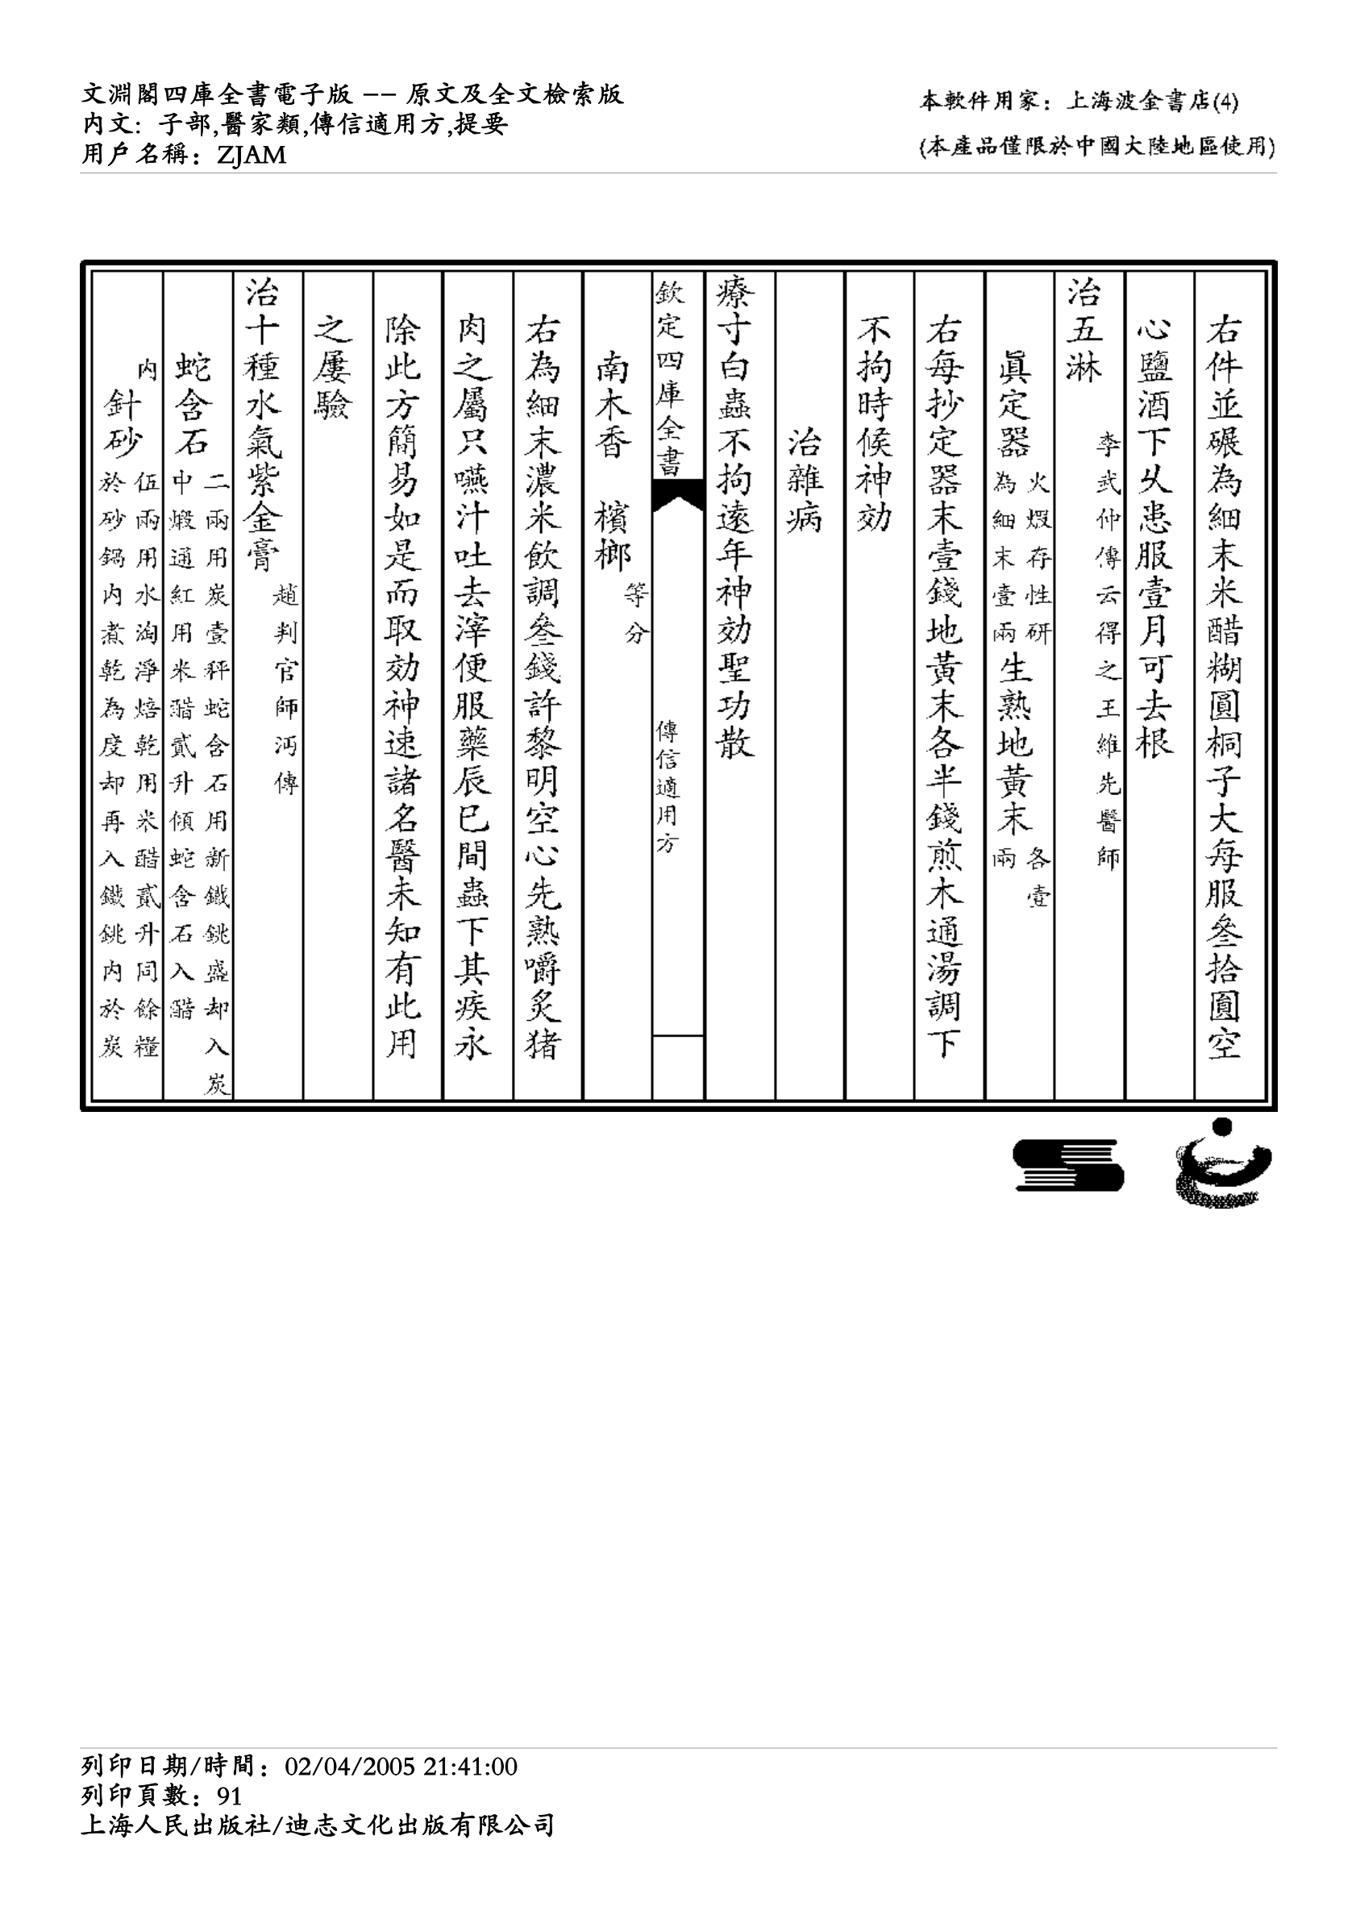 文淵閣四庫全書電子版 –– 原文及全文檢索版
內文: 子部,醫家類,傳信適用方,提要
用戶名稱：ZJAM
本軟件用家：上海波金書店(4)
(本產品僅限於中國大陸地區使用)
右件並碾為細末米醋糊圓桐子大每服叄拾圓空
心鹽酒下乆患服壹月可去根
治五淋 李武仲傳云得之王維先醫師
眞定器 火煆存性研為細末壹兩 生熟地黃末 各壹兩
右每抄定器末壹錢地黃末各半錢煎木通湯調下
不拘時候神効
治雜病
療寸白蟲不拘逺年神効聖功散
欽定四庫全書 傳信適用方
南木香 檳榔 等分
右為細末濃米飲調叄錢許黎明空心先熟嚼炙猪
肉之屬只嚥汁吐去滓便服藥辰巳間蟲下其疾永
除此方簡易如是而取効神速諸名醫未知有此用
之屢驗
治十種水氣紫金膏 趙判官師沔傳
蛇含石 二兩用炭壹秤蛇含石用新鐵銚盛却入炭中煅通紅用米醋貳升傾蛇含石入醋
內 針砂 伍兩用水淘淨焙乾用米醋貳升同餘糧於砂鍋內煮乾為度却再入鐵銚內於炭
列印日期/時間：02/04/2005 21:41:00
列印頁數：91
上海人民出版社/迪志文化出版有限公司